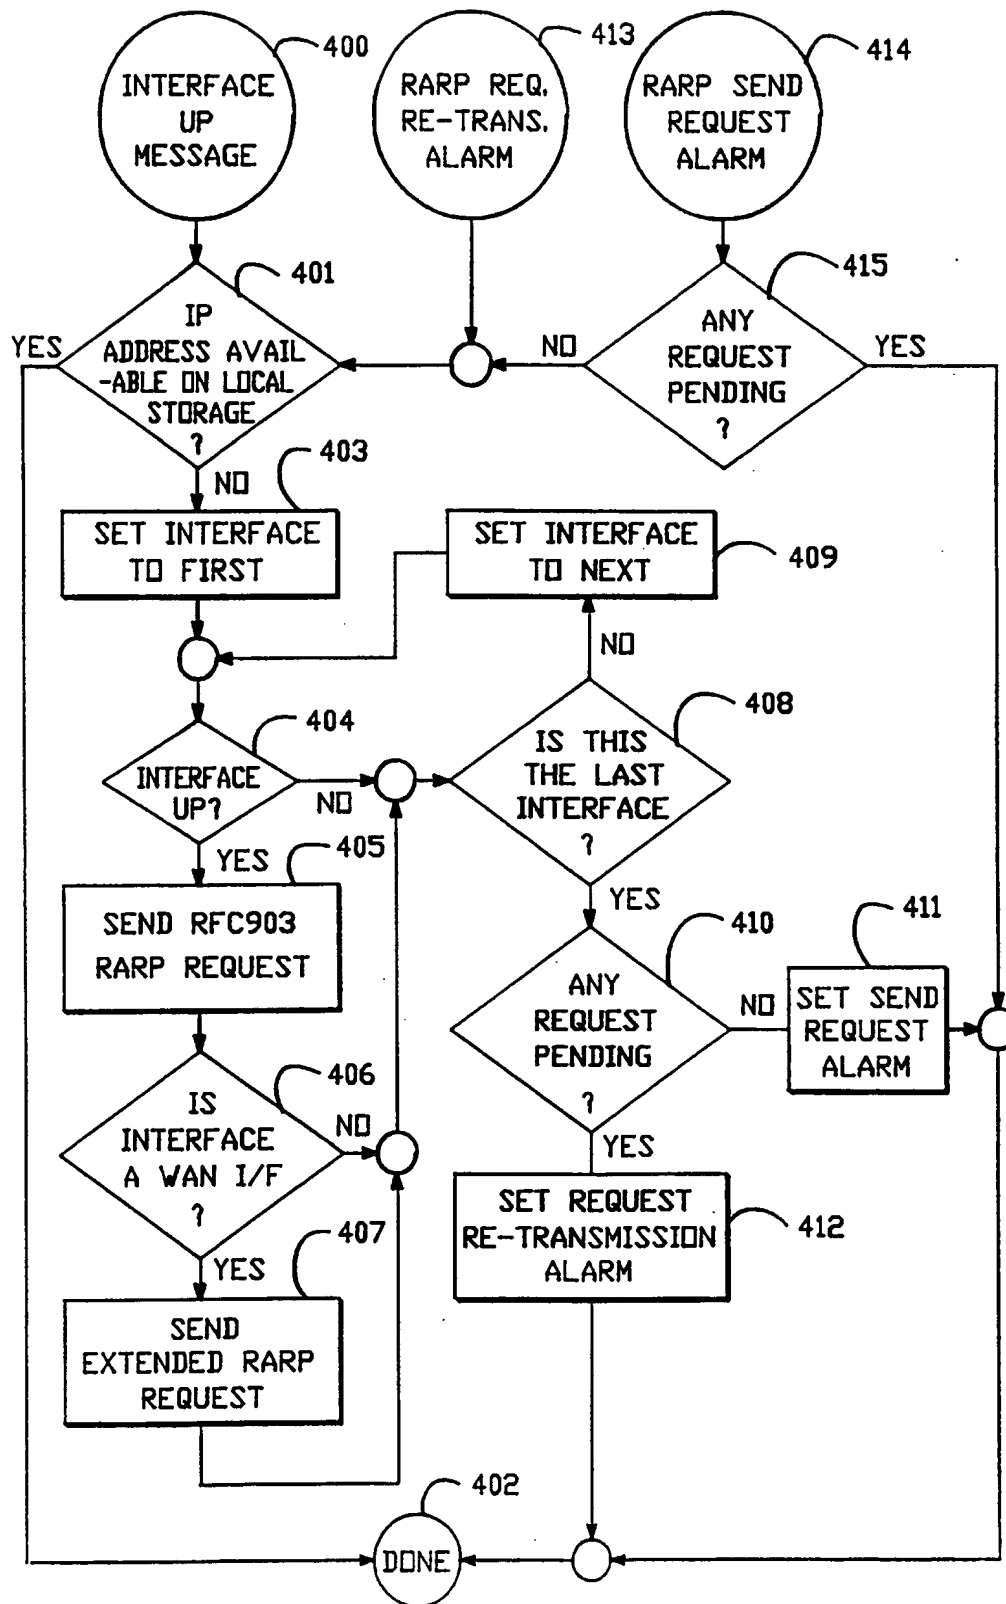 400
INTERFACE
UP
MESSAGE
413
RARP REQ.
RE-TRANS.
ALARM
414
RARP SEND
REQUEST
ALARM
401
IP
ADDRESS AVAIL
-ABLE ON LOCAL
STORAGE
?
YES
NO
415
ANY
REQUEST
PENDING
?
NO
YES
403
SET INTERFACE
TO FIRST
SET INTERFACE
TO NEXT
409
NO
404
INTERFACE
UP?
NO
YES
408
IS THIS
THE LAST
INTERFACE
?
YES
405
SEND RFC903
RARP REQUEST
410
ANY
REQUEST
PENDING
?
NO
YES
411
SET SEND
REQUEST
ALARM
406
IS
INTERFACE
A WAN I/F
?
NO
YES
407
SEND
EXTENDED RARP
REQUEST
SET REQUEST
RE-TRANSMISSION
ALARM
412
402
DONE